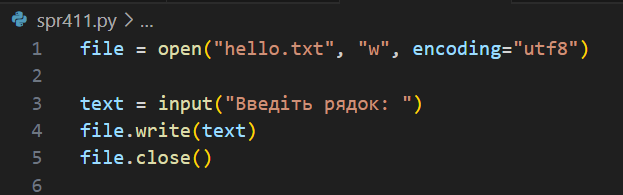 spr411.py > ...
1 file = open("hello.txt", "w", encoding="utf8")
2
3 text = input("Введіть рядок: ")
4 file.write(text)
5 file.close()
6